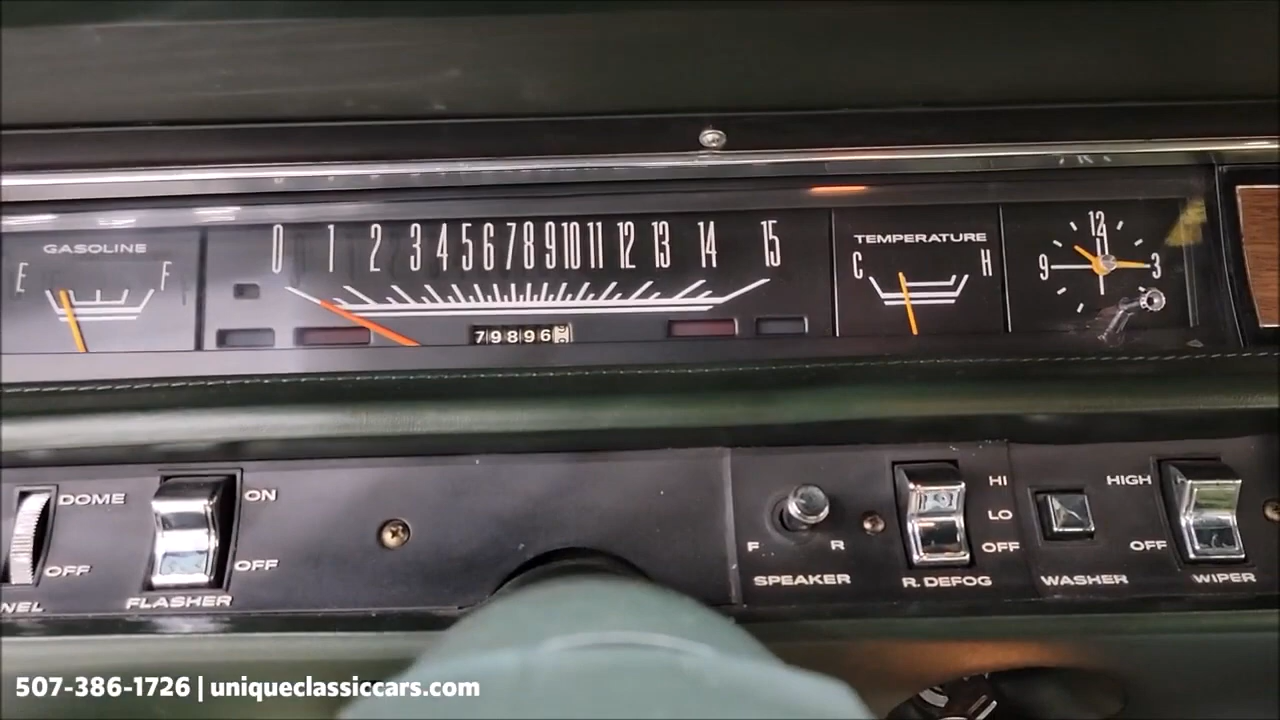 GASOLINE
E F
0 1 2 3 4 5 6 7 8 9 10 11 12 13 14 15
79896
TEMPERATURE
C H
12
9 3
DOME
OFF
NEL
ON
OFF
FLASHER
F R
SPEAKER
HI
LO
OFF
R. DEFOG
WASHER
HIGH
OFF
WIPER
507-386-1726 | uniqueclassiccars.com